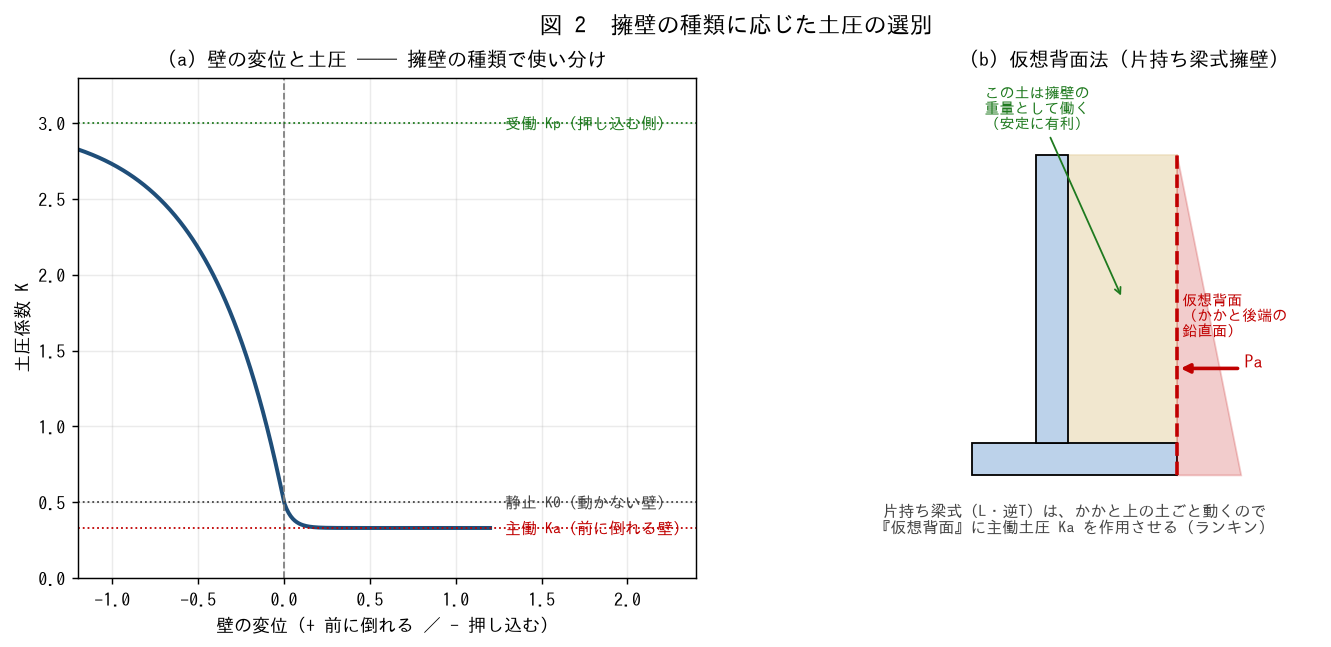 図 2　擁壁の種類に応じた土圧の選別
(a) 壁の変位と土圧 ―― 擁壁の種類で使い分け
土圧係数 K
3.0
2.5
2.0
1.5
1.0
0.5
0.0
受働 Kp（押し込む側）
静止 K0（動かない壁）
主働 Ka（前に倒れる壁）
-1.0
-0.5
0.0
0.5
1.0
1.5
2.0
壁の変位（+ 前に倒れる ／ - 押し込む）
(b) 仮想背面法（片持ち梁式擁壁）
この土は擁壁の
重量として働く
（安定に有利）
仮想背面
（かかと後端の
鉛直面）
Pa
片持ち梁式（L・逆T）は、かかと上の土ごと動くので
『仮想背面』に主働土圧 Ka を作用させる（ランキン）